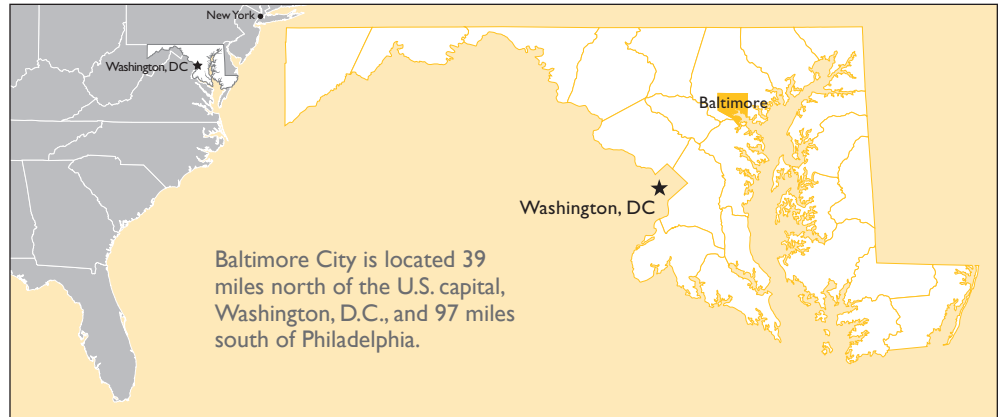 New York
Washington, DC
Baltimore
Washington, DC
Baltimore City is located 39
miles north of the U.S. capital,
Washington, D.C., and 97 miles
south of Philadelphia.